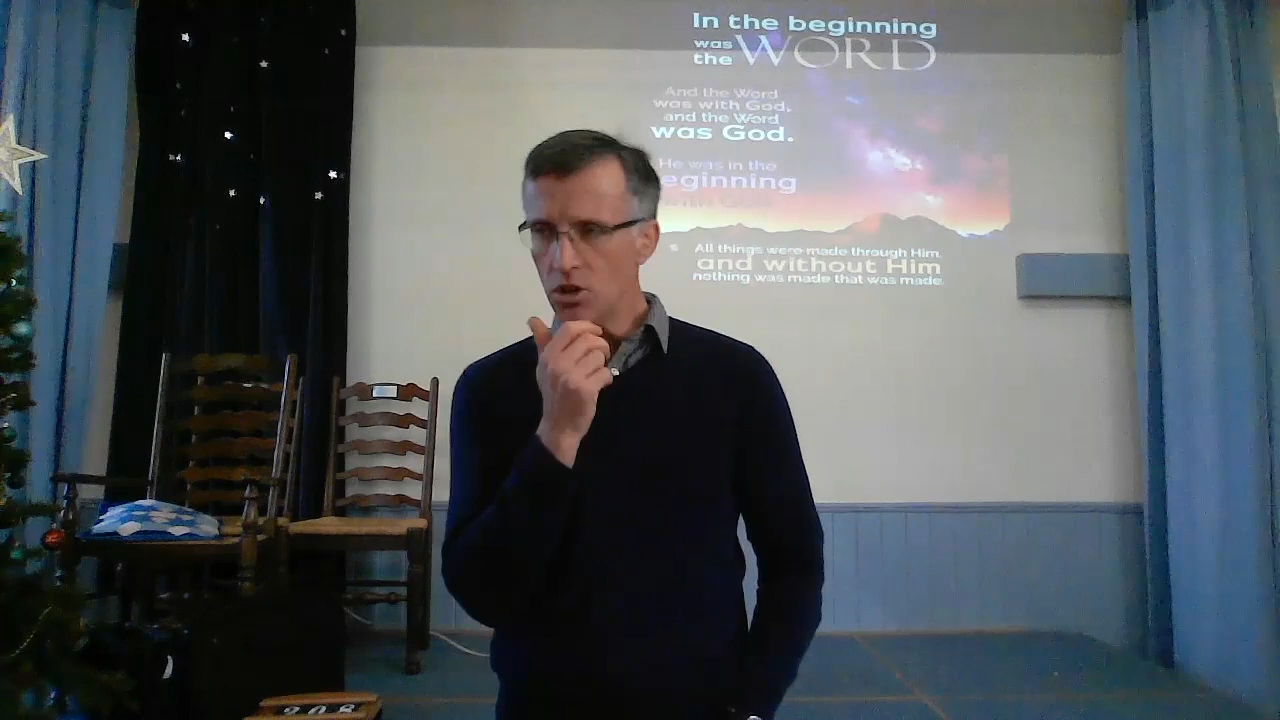 In the beginning
was
the WORD
And the Word
was with God,
and the Word
was God.
He was in the
eginning
All things were made through Him,
and without Him
nothing was made that was made.